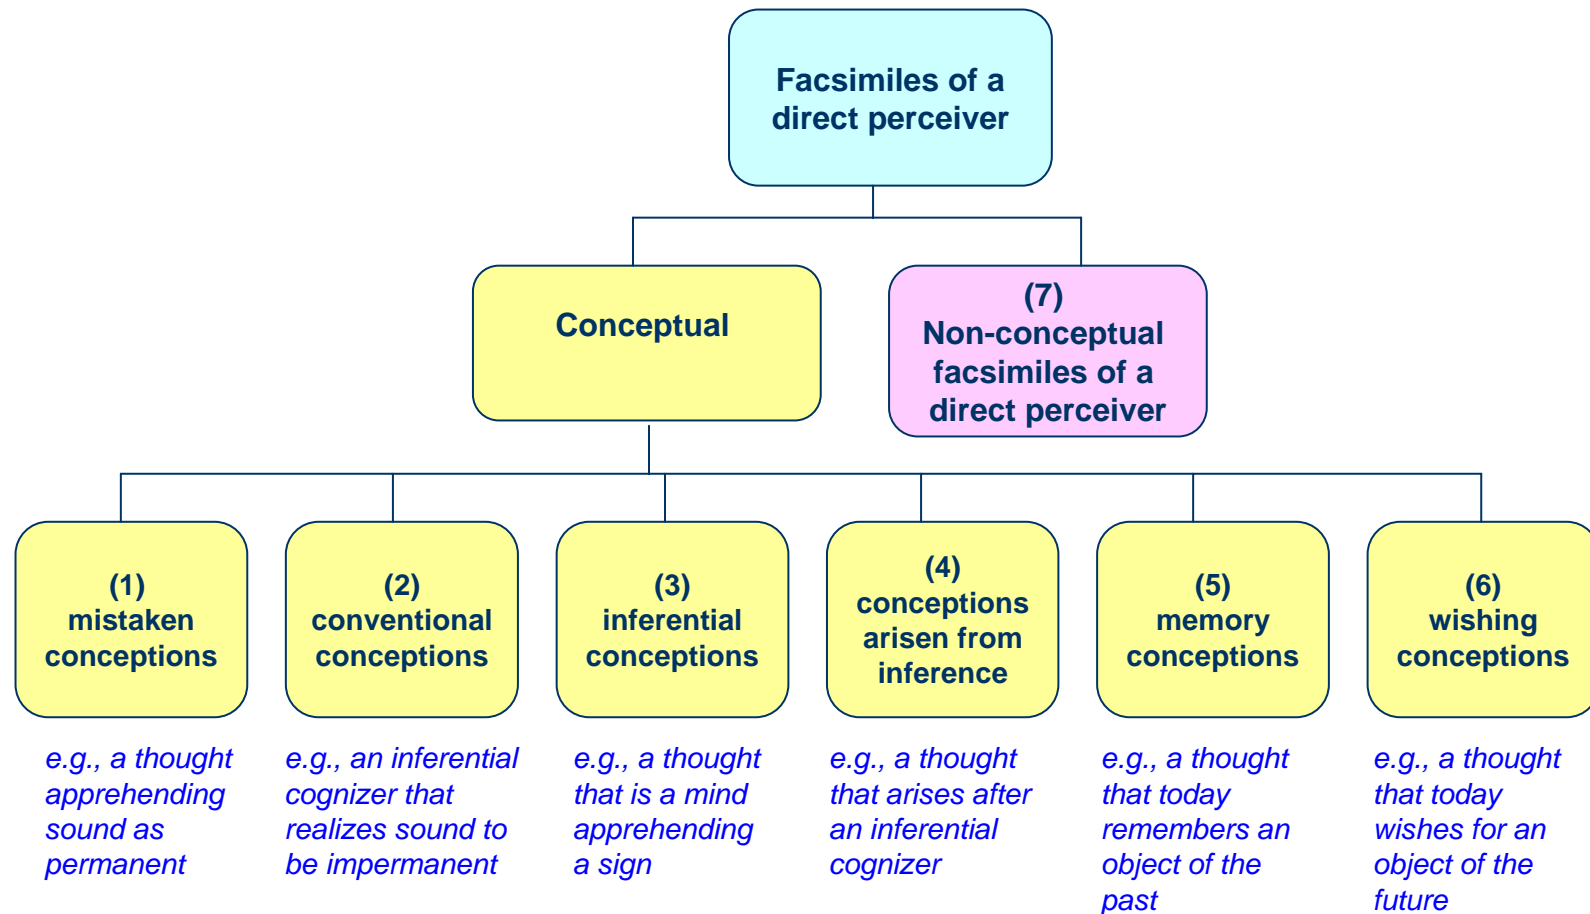 Facsimiles of a
direct perceiver
Conceptual
(7)
Non-conceptual
facsimiles of a
direct perceiver
(1)
mistaken
conceptions
(2)
conventional
conceptions
(3)
inferential
conceptions
(4)
conceptions
arisen from
inference
(5)
memory
conceptions
(6)
wishing
conceptions
e.g., a thought
apprehending
sound as
permanent
e.g., an inferential
cognizer that
realizes sound to
be impermanent
e.g., a thought
that is a mind
apprehending
a sign
e.g., a thought
that arises after
an inferential
cognizer
e.g., a thought
that today
remembers an
object of the
past
e.g., a thought
that today
wishes for an
object of the
future